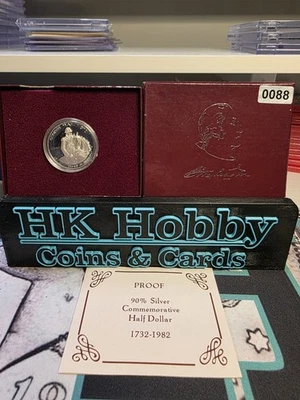 0088
HK Hobby
Coins & Cards
PROOF
90% Silver
Commemorative
Half Dollar
1732-1982